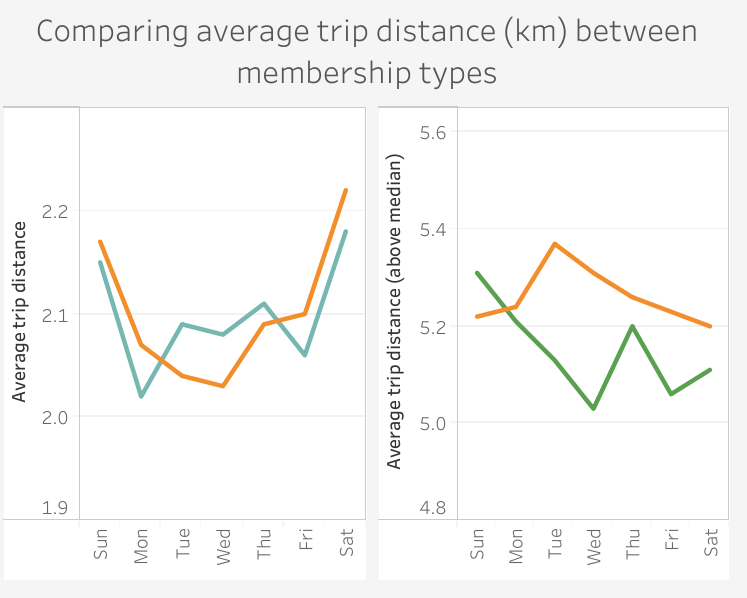 Comparing average trip distance (km) between
membership types
Average trip distance
2.2
2.1
2.0
1.9
Sun
Mon
Tue
Wed
Thu
Fri
Sat
Average trip distance (above median)
5.6
5.4
5.2
5.0
4.8
Sun
Mon
Tue
Wed
Thu
Fri
Sat